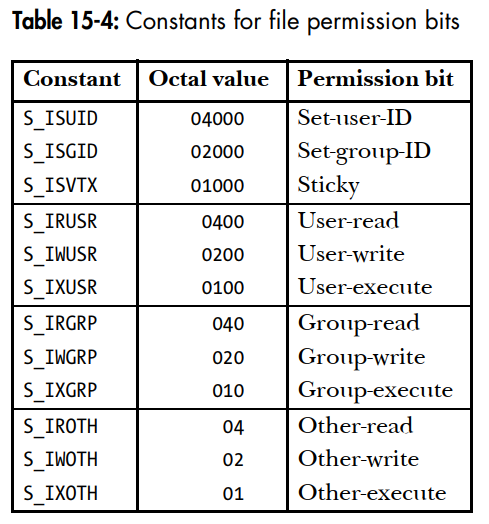 Table 15-4: Constants for file permission bits
Constant Octal value Permission bit
S_ISUID 04000 Set-user-ID
S_ISGID 02000 Set-group-ID
S_ISVTX 01000 Sticky
S_IRUSR 0400 User-read
S_IWUSR 0200 User-write
S_IXUSR 0100 User-execute
S_IRGRP 040 Group-read
S_IWGRP 020 Group-write
S_IXGRP 010 Group-execute
S_IROTH 04 Other-read
S_IWOTH 02 Other-write
S_IXOTH 01 Other-execute